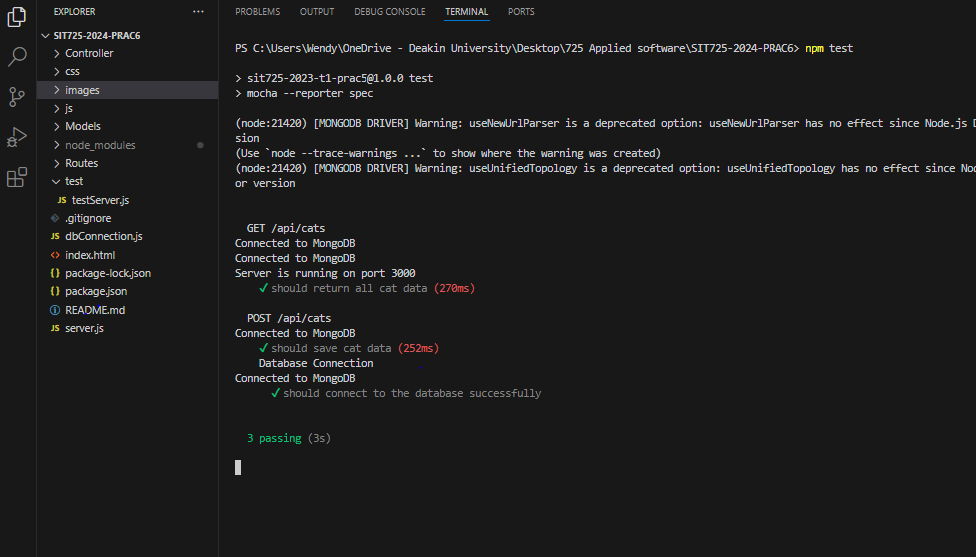 EXPLORER
SIT725-2024-PRAC6
Controller
css
images
js
Models
node_modules
Routes
test
JS testServer.js
.gitignore
JS dbConnection.js
<> index.html
{} package-lock.json
{} package.json
README.md
JS server.js
PROBLEMS OUTPUT DEBUG CONSOLE TERMINAL PORTS
PS C:\Users\Wendy\OneDrive - Deakin University\Desktop\725 Applied software\SIT725-2024-PRAC6> npm test
> sit725-2023-t1-prac5@1.0.0 test
> mocha --reporter spec
(node:21420) [MONGODB DRIVER] Warning: useNewUrlParser is a deprecated option: useNewUrlParser has no effect since Node.js D
sion
(Use `node --trace-warnings ...` to show where the warning was created)
(node:21420) [MONGODB DRIVER] Warning: useUnifiedTopology is a deprecated option: useUnifiedTopology has no effect since Nod
or version
GET /api/cats
Connected to MongoDB
Connected to MongoDB
Server is running on port 3000
✓ should return all cat data (270ms)
POST /api/cats
Connected to MongoDB
✓ should save cat data (252ms)
Database Connection
Connected to MongoDB
✓ should connect to the database successfully
3 passing (3s)